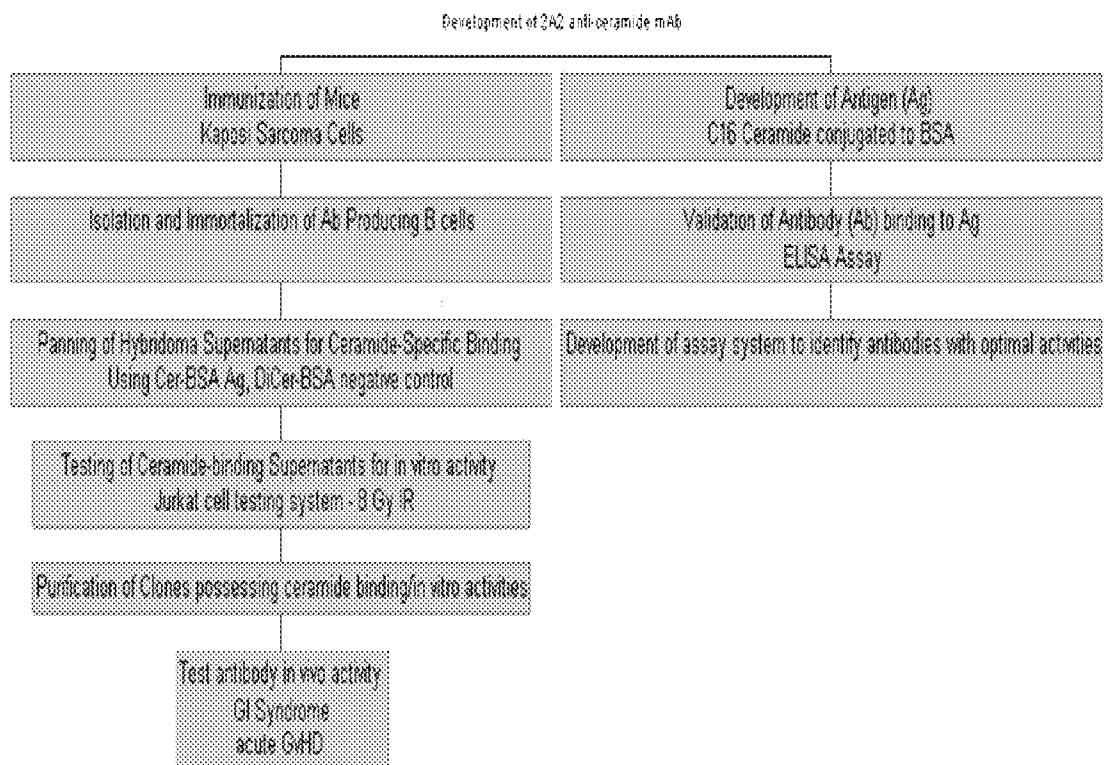 Development of 2A2 anti-ceramide mAb
Immunization of Mice
Kaposi Sarcoma Cells
Development of Antigen (Ag)
C16 Ceramide conjugated to BSA
Isolation and Immortalization of Ab Producing B cells
Validation of Antibody (Ab) binding to Ag
ELISA Assay
Panning of Hybridoma Supernatants for Ceramide-Specific Binding
Using Cer-BSA Ag, DiCer-BSA negative control
Development of assay system to identify antibodies with optimal activities
Testing of Ceramide-binding Supernatants for in vitro activity
Jurkat cell testing system - 8 Gy IR
Purification of Clones possessing ceramide binding/in vitro activities
Test antibody in vivo activity
GI Syndrome
acute GvHD